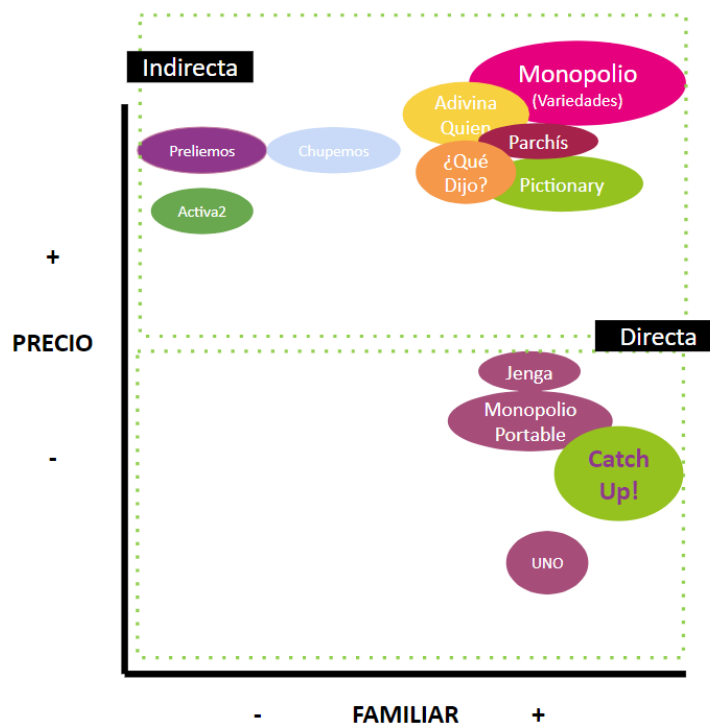 Indirecta
Monopolio
(Variedades)
Adivina
Quien
Parchís
Preliemos
Chupemos
¿Qué
Dijo?
Pictionary
Activa2
+
PRECIO
-
Directa
Jenga
Monopolio
Portable
Catch
Up!
UNO
- FAMILIAR +